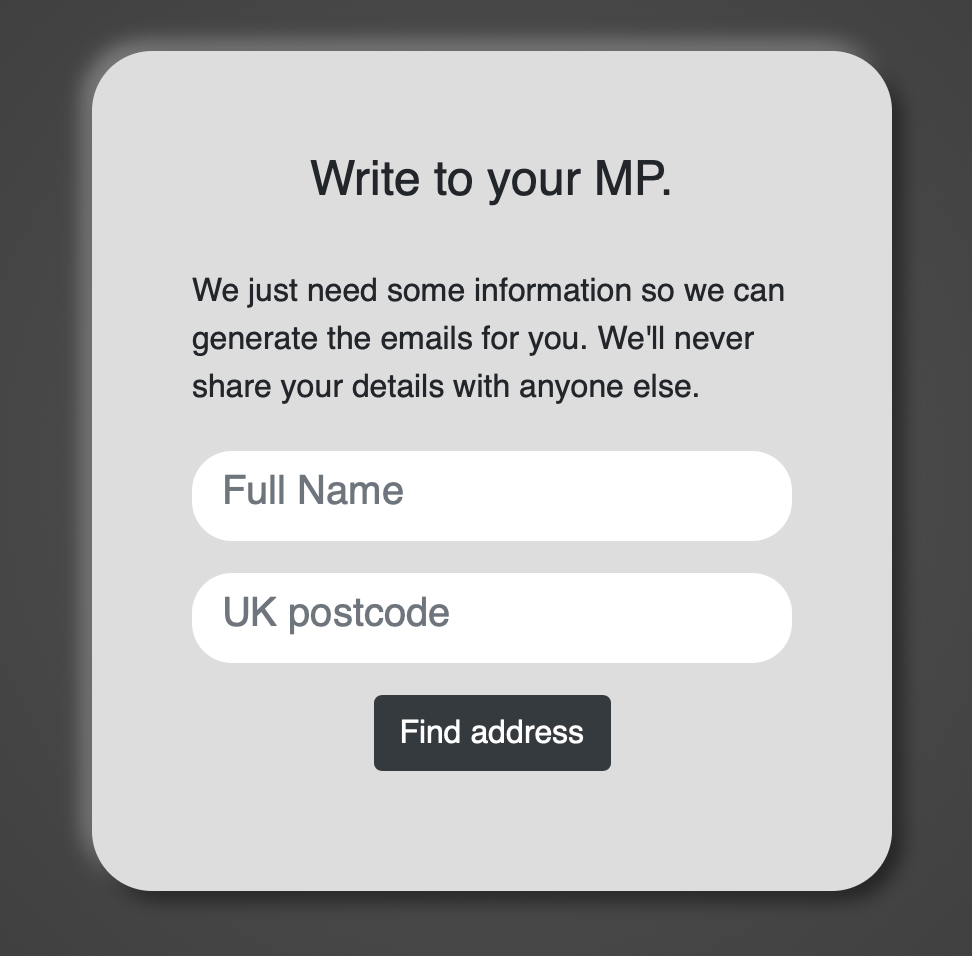 Write to your MP.
We just need some information so we can
generate the emails for you. We'll never
share your details with anyone else.
Full Name
UK postcode
Find address